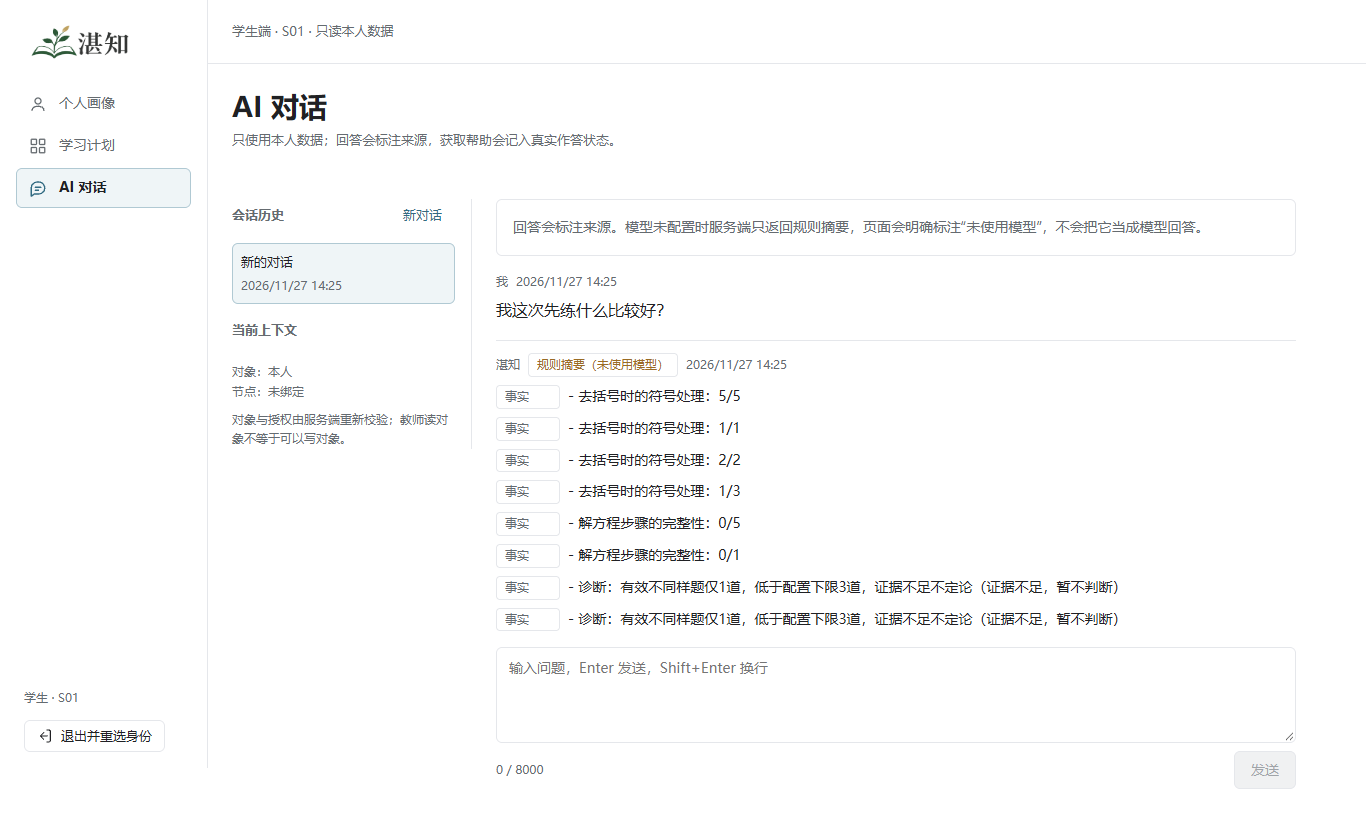 湛知
学生端 · S01 · 只读本人数据
个人画像
学习计划
AI 对话
AI 对话
只使用本人数据；回答会标注来源，获取帮助会记入真实作答状态。
会话历史 新对话
新的对话
2026/11/27 14:25
当前上下文
对象：本人
节点：未绑定
对象与授权由服务端重新校验；教师读对
象不等于可以写对象。
回答会标注来源。模型未配置时服务端只返回规则摘要，页面会明确标注“未使用模型”，不会把它当成模型回答。
我 2026/11/27 14:25
我这次先练什么比较好？
湛知 规则摘要（未使用模型） 2026/11/27 14:25
事实 - 去括号时的符号处理：5/5
事实 - 去括号时的符号处理：1/1
事实 - 去括号时的符号处理：2/2
事实 - 去括号时的符号处理：1/3
事实 - 解方程步骤的完整性：0/5
事实 - 解方程步骤的完整性：0/1
事实 - 诊断：有效不同样题仅1道，低于配置下限3道，证据不足不定论（证据不足，暂不判断）
事实 - 诊断：有效不同样题仅1道，低于配置下限3道，证据不足不定论（证据不足，暂不判断）
输入问题，Enter 发送，Shift+Enter 换行
0 / 8000
发送
学生 · S01
退出并重选身份